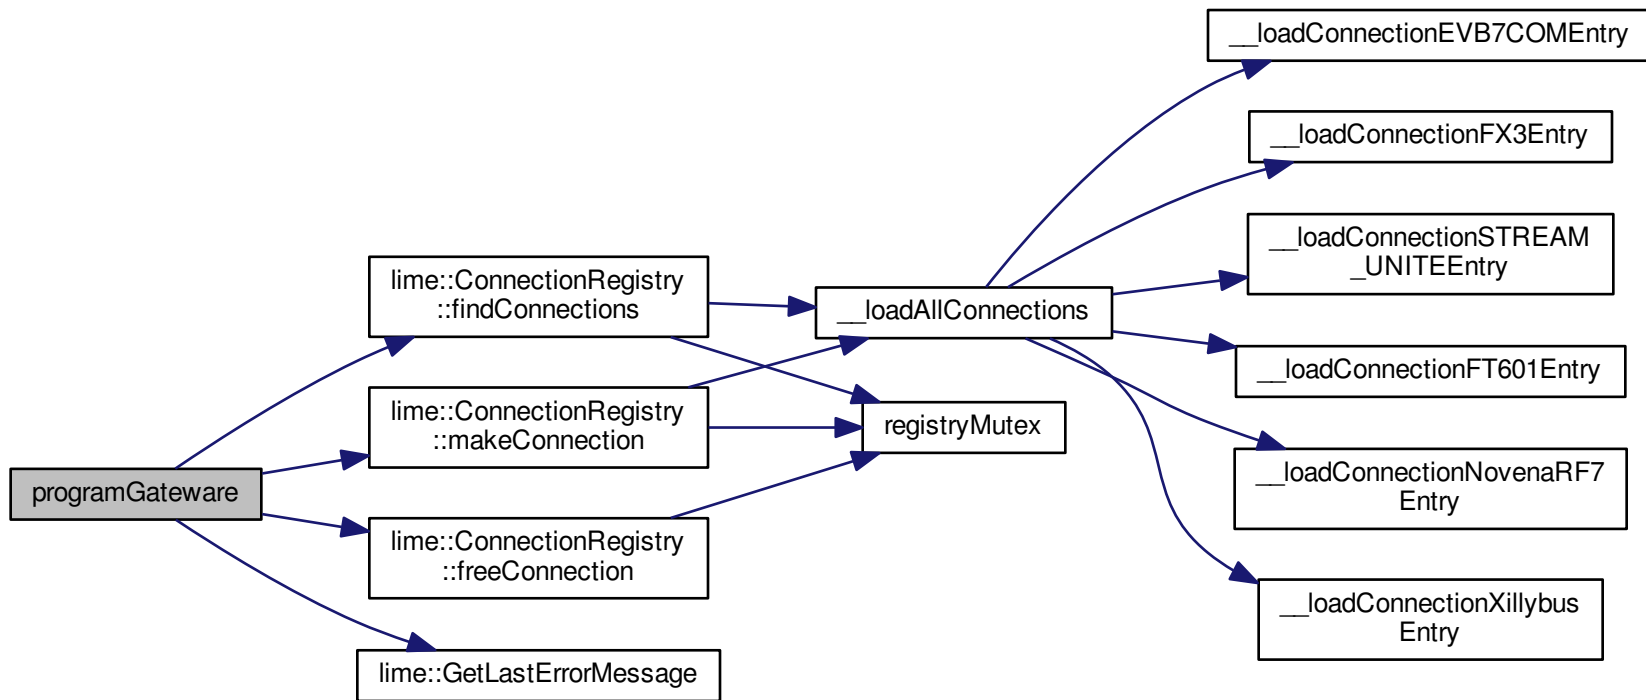 __loadConnectionEVB7COMEntry
__loadConnectionFX3Entry
__loadConnectionSTREAM
_UNITEEntry
lime::ConnectionRegistry
::findConnections
__loadAllConnections
__loadConnectionFT601Entry
lime::ConnectionRegistry
::makeConnection
registryMutex
__loadConnectionNovenaRF7
Entry
programGateware
lime::ConnectionRegistry
::freeConnection
__loadConnectionXillybus
Entry
lime::GetLastErrorMessage